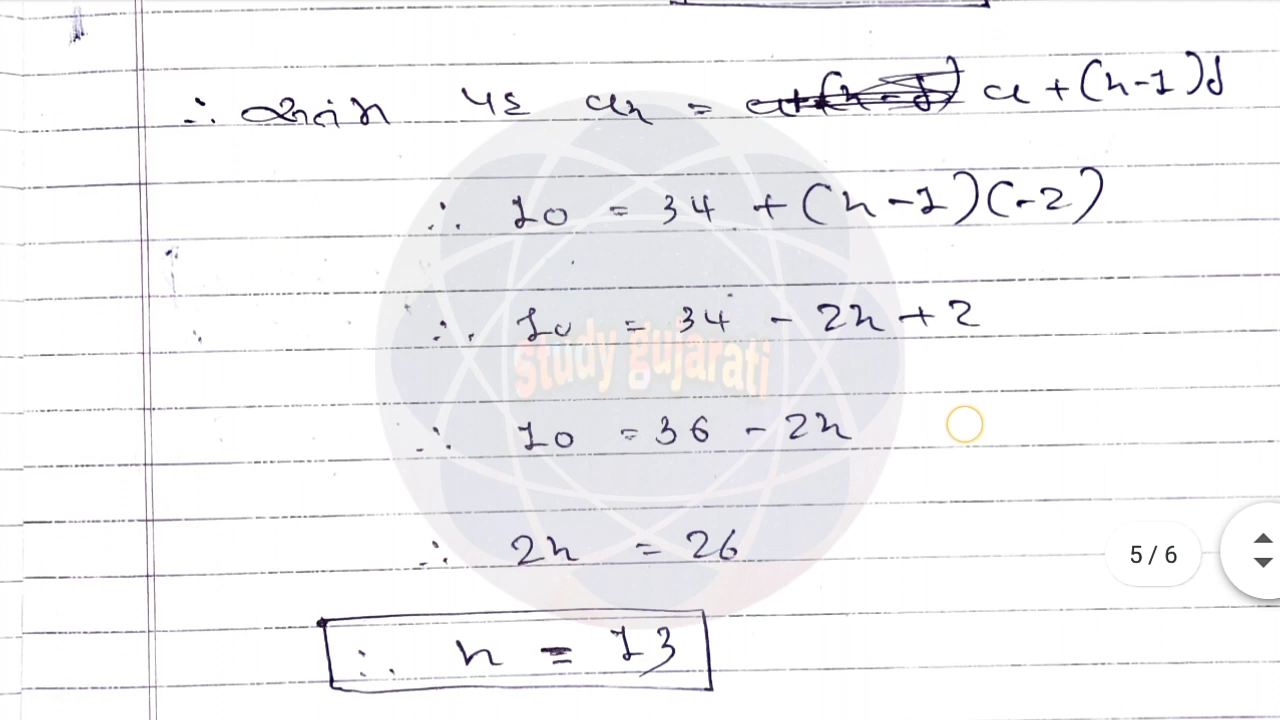 ∴ અંતિમ પદ aₙ = a + (n-1)d
∴ 10 = 34 + (n-1)(-2)
∴ 10 = 34 - 2n + 2
study gujarati
∴ 10 = 36 - 2n
∴ 2n = 26
5 / 6
∴ n = 13